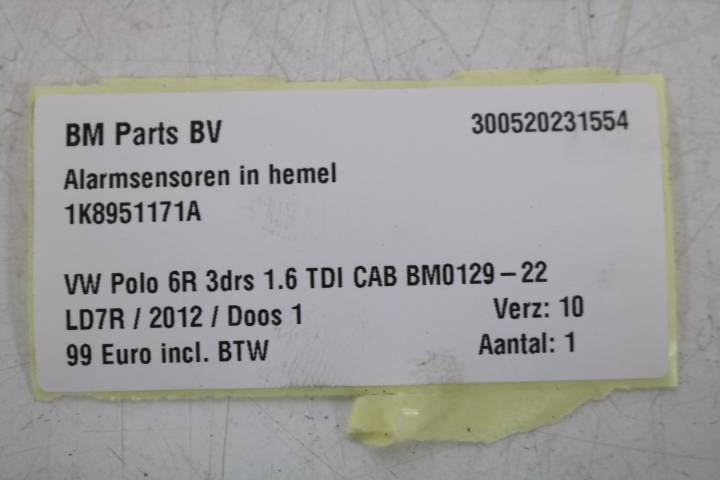 BM Parts BV 300520231554
Alarmsensoren in hemel
1K8951171A
VW Polo 6R 3drs 1.6 TDI CAB BM0129-22
LD7R / 2012 / Doos 1 Verz: 10
99 Euro incl. BTW Aantal: 1